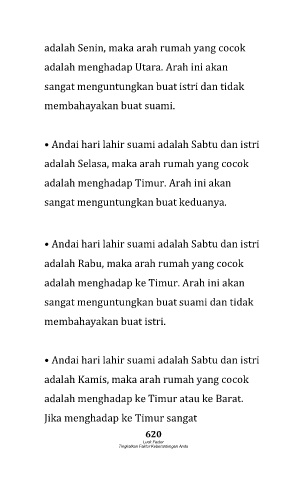 adalah Senin, maka arah rumah yang cocok
adalah menghadap Utara. Arah ini akan
sangat menguntungkan buat istri dan tidak
membahayakan buat suami.
• Andai hari lahir suami adalah Sabtu dan istri
adalah Selasa, maka arah rumah yang cocok
adalah menghadap Timur. Arah ini akan
sangat menguntungkan buat keduanya.
• Andai hari lahir suami adalah Sabtu dan istri
adalah Rabu, maka arah rumah yang cocok
adalah menghadap ke Timur. Arah ini akan
sangat menguntungkan buat suami dan tidak
membahayakan buat istri.
• Andai hari lahir suami adalah Sabtu dan istri
adalah Kamis, maka arah rumah yang cocok
adalah menghadap ke Timur atau ke Barat.
Jika menghadap ke Timur sangat
620
Luck Factor
Tingkatkan Faktor Keberuntungan Anda